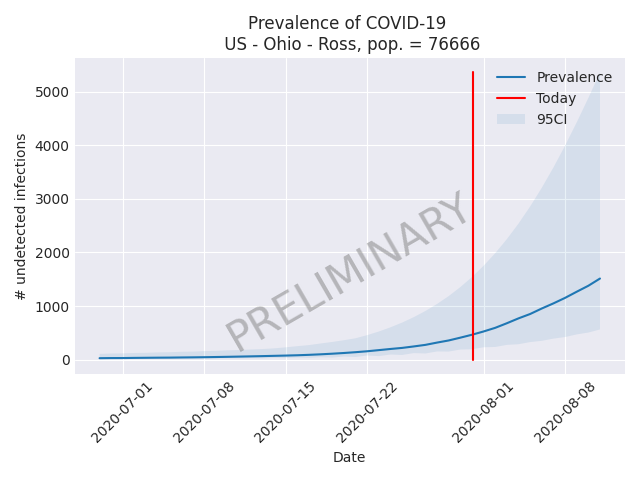 Prevalence of COVID-19
US - Ohio - Ross, pop. = 76666
Prevalence
Today
95CI
# undetected infections
5000
4000
3000
2000
1000
0
PRELIMINARY
2020-07-01
2020-07-08
2020-07-15
2020-07-22
2020-08-01
2020-08-08
Date